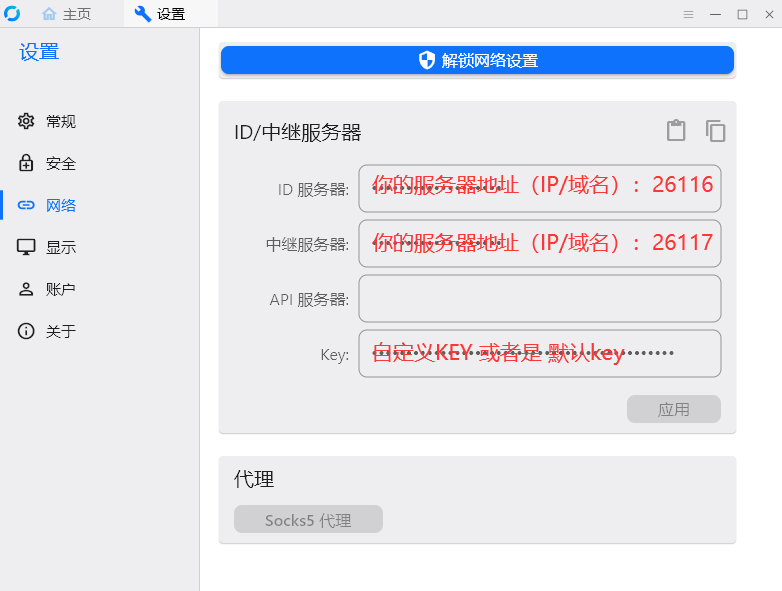 主页
设置
设置
常规
安全
网络
显示
账户
关于
解锁网络设置
ID/中继服务器
ID 服务器:
你的服务器地址（IP/域名）：26116
中继服务器:
你的服务器地址（IP/域名）：26117
API 服务器:
Key:
自定义KEY 或者是 默认key
应用
代理
Socks5 代理